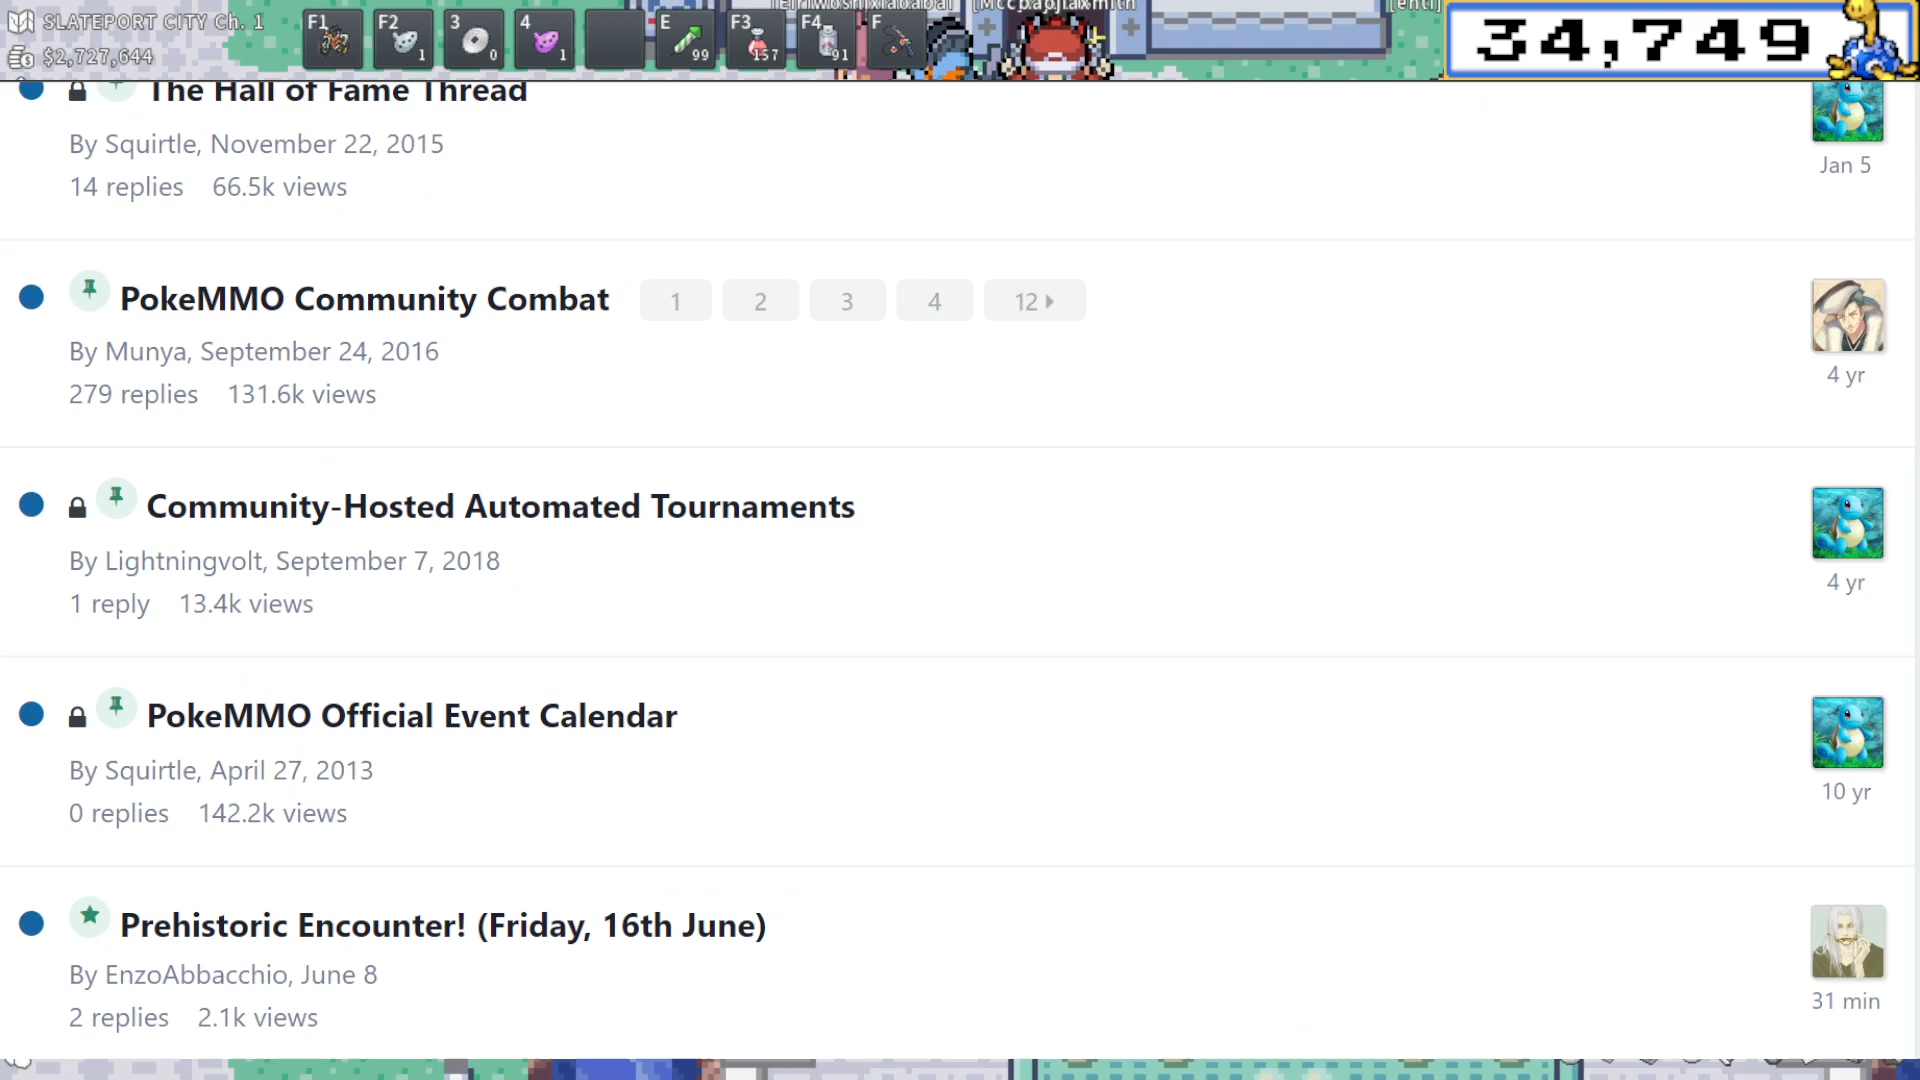 SLATEPORT CITY Ch. 1
$2,727,644
F1
F2
1
3
0
4
1
E
99
F3
157
F4
91
F
34,749
The Hall of Fame Thread
By Squirtle, November 22, 2015
14 replies 66.5k views
Jan 5
PokeMMO Community Combat 1 2 3 4 12
By Munya, September 24, 2016
279 replies 131.6k views
4 yr
Community-Hosted Automated Tournaments
By Lightningvolt, September 7, 2018
1 reply 13.4k views
4 yr
PokeMMO Official Event Calendar
By Squirtle, April 27, 2013
0 replies 142.2k views
10 yr
Prehistoric Encounter! (Friday, 16th June)
By EnzoAbbacchio, June 8
2 replies 2.1k views
31 min